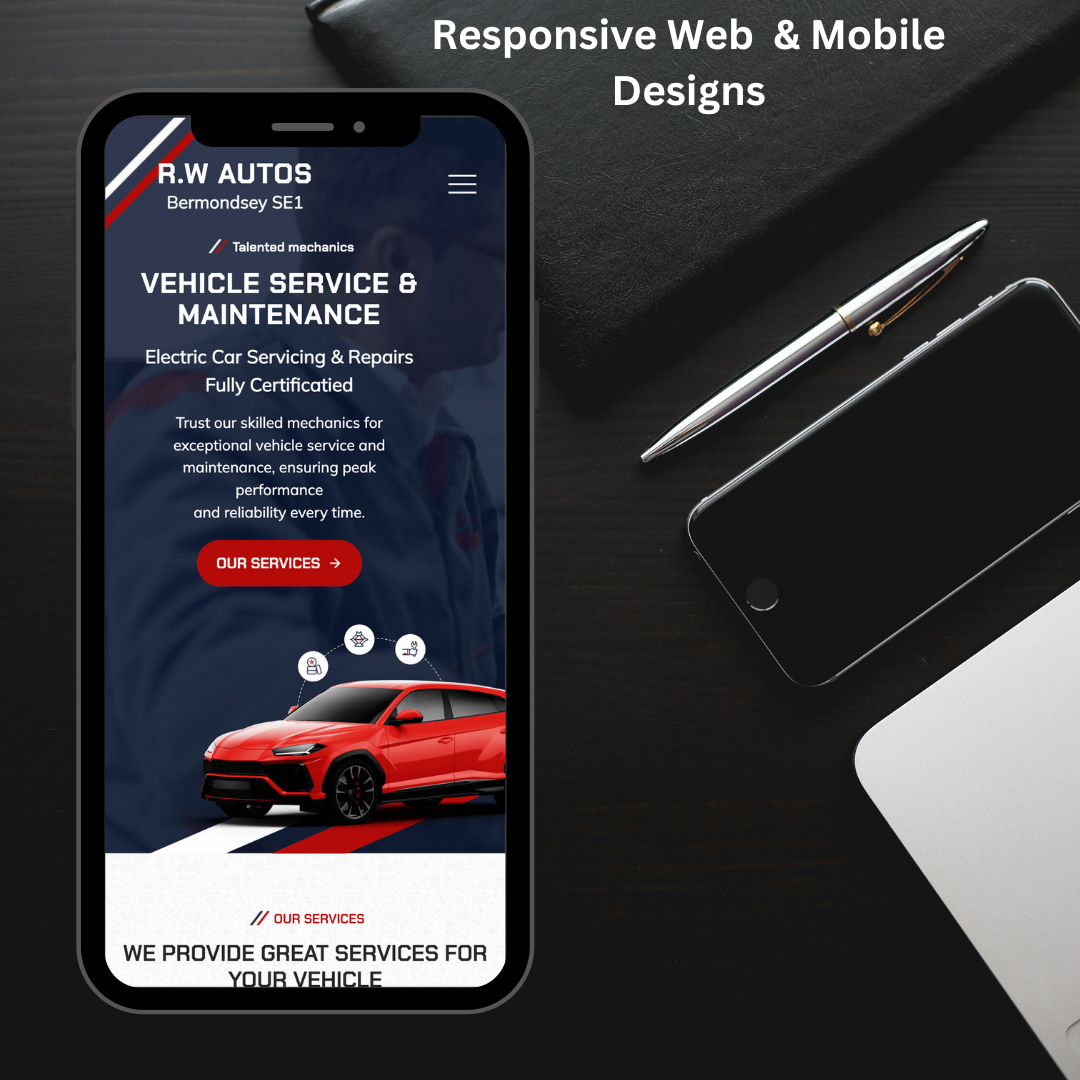 Responsive Web & Mobile
Designs
R.W AUTOS
Bermondsey SE1
Talented mechanics
VEHICLE SERVICE &
MAINTENANCE
Electric Car Servicing & Repairs
Fully Certificatied
Trust our skilled mechanics for
exceptional vehicle service and
maintenance, ensuring peak
performance
and reliability every time.
OUR SERVICES →
OUR SERVICES
WE PROVIDE GREAT SERVICES FOR
YOUR VEHICLE